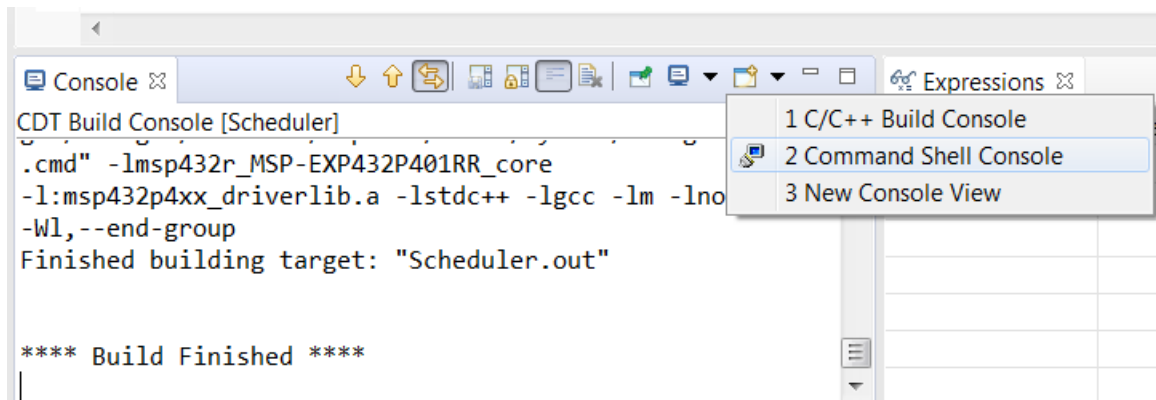 Console
Expressions
CDT Build Console [Scheduler]
.cmd" -lmsp432r_MSP-EXP432P401RR_core
-l:msp432p4xx_driverlib.a -lstdc++ -lgcc -lm -lno
-Wl,--end-group
Finished building target: "Scheduler.out"
**** Build Finished ****
1 C/C++ Build Console
2 Command Shell Console
3 New Console View